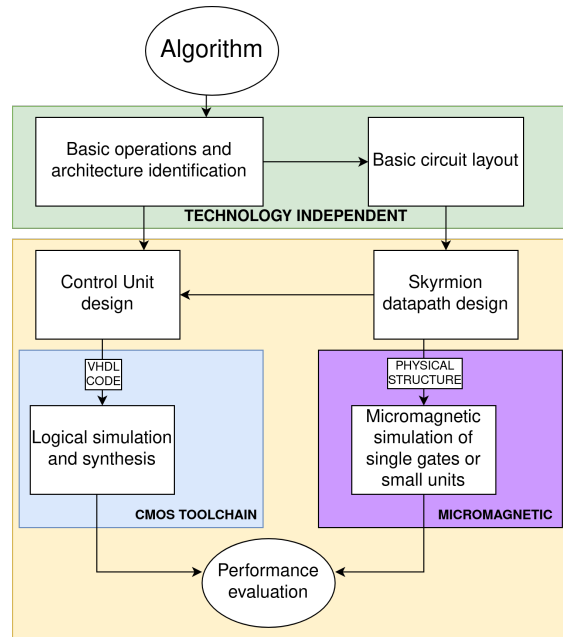 Algorithm
Basic operations and
architecture identification
Basic circuit layout
TECHNOLOGY INDEPENDENT
Control Unit
design
Skyrmion
datapath design
VHDL
CODE
PHYSICAL
STRUCTURE
Logical simulation
and synthesis
Micromagnetic
simulation of
single gates or
small units
CMOS TOOLCHAIN
MICROMAGNETIC
Performance
evaluation